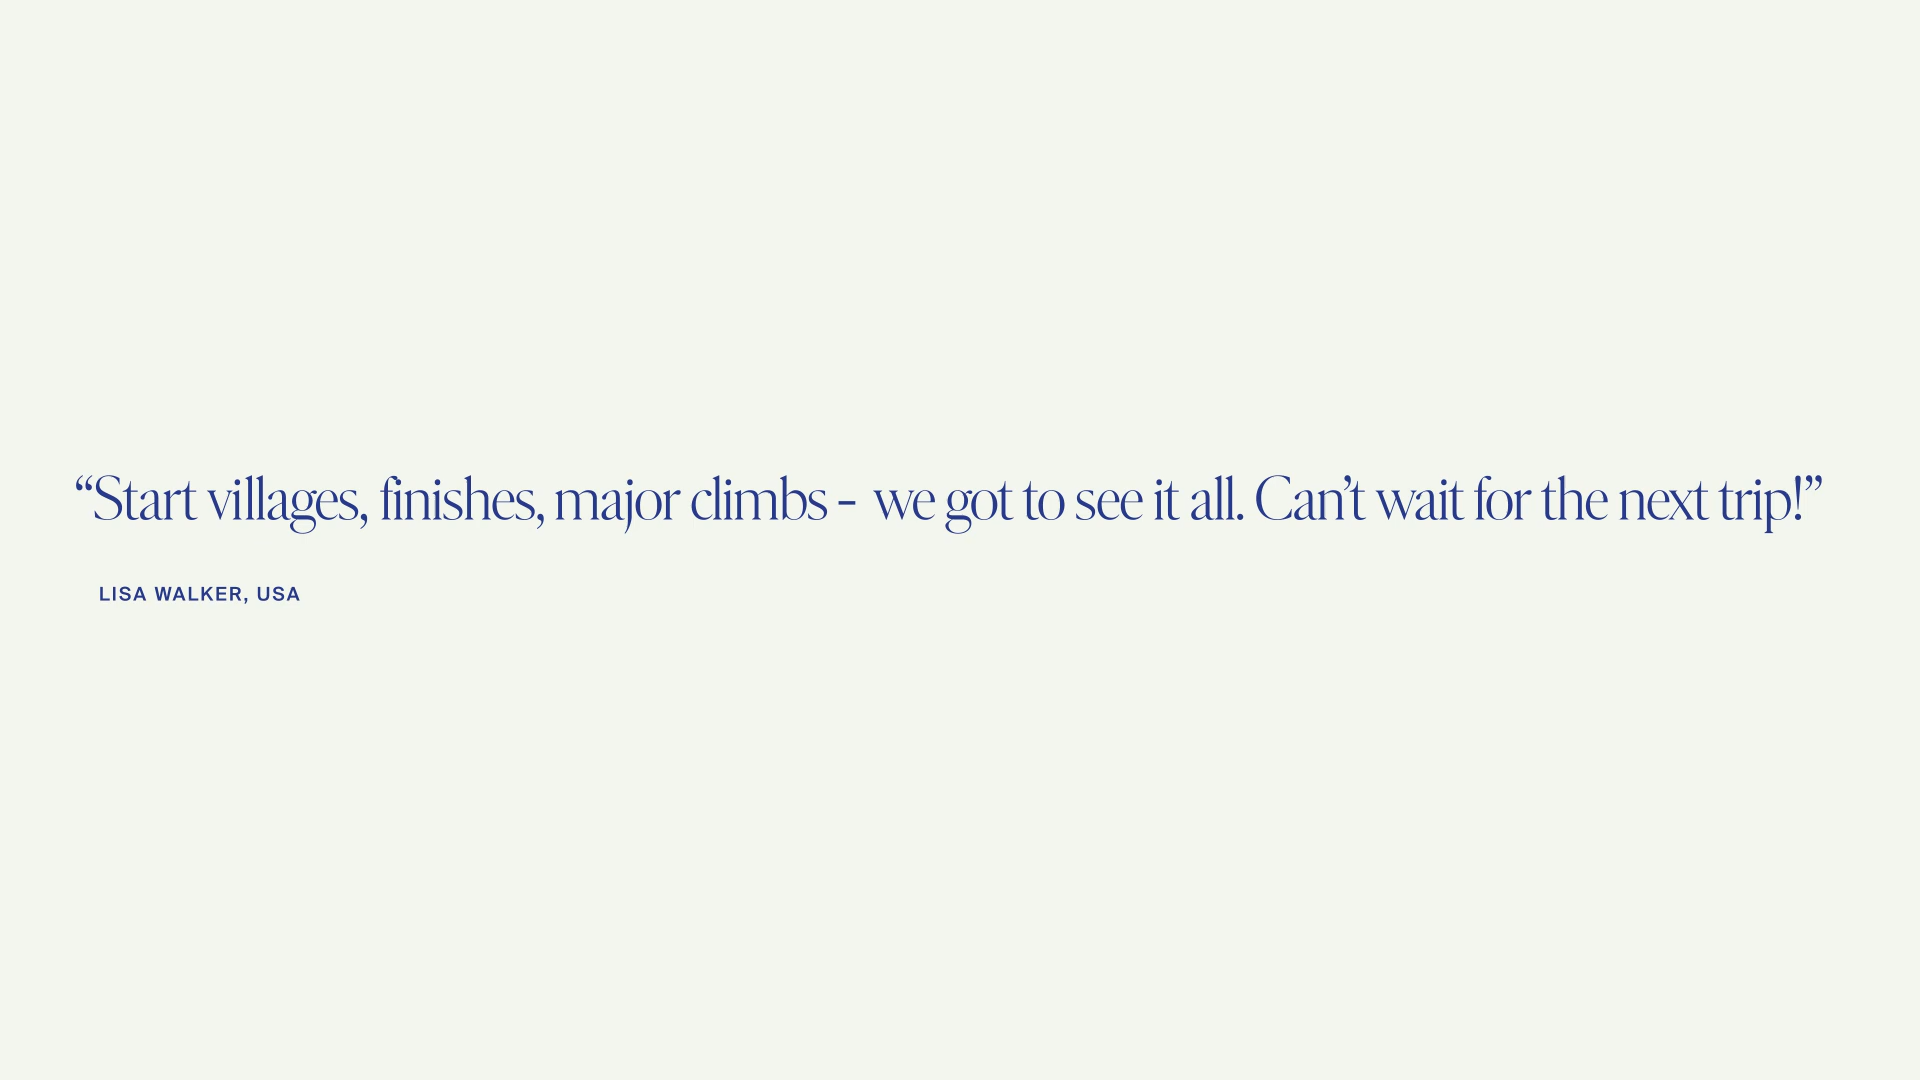 “Start villages, finishes, major climbs -  we got to see it all. Can’t wait for the next trip!”
LISA WALKER, USA